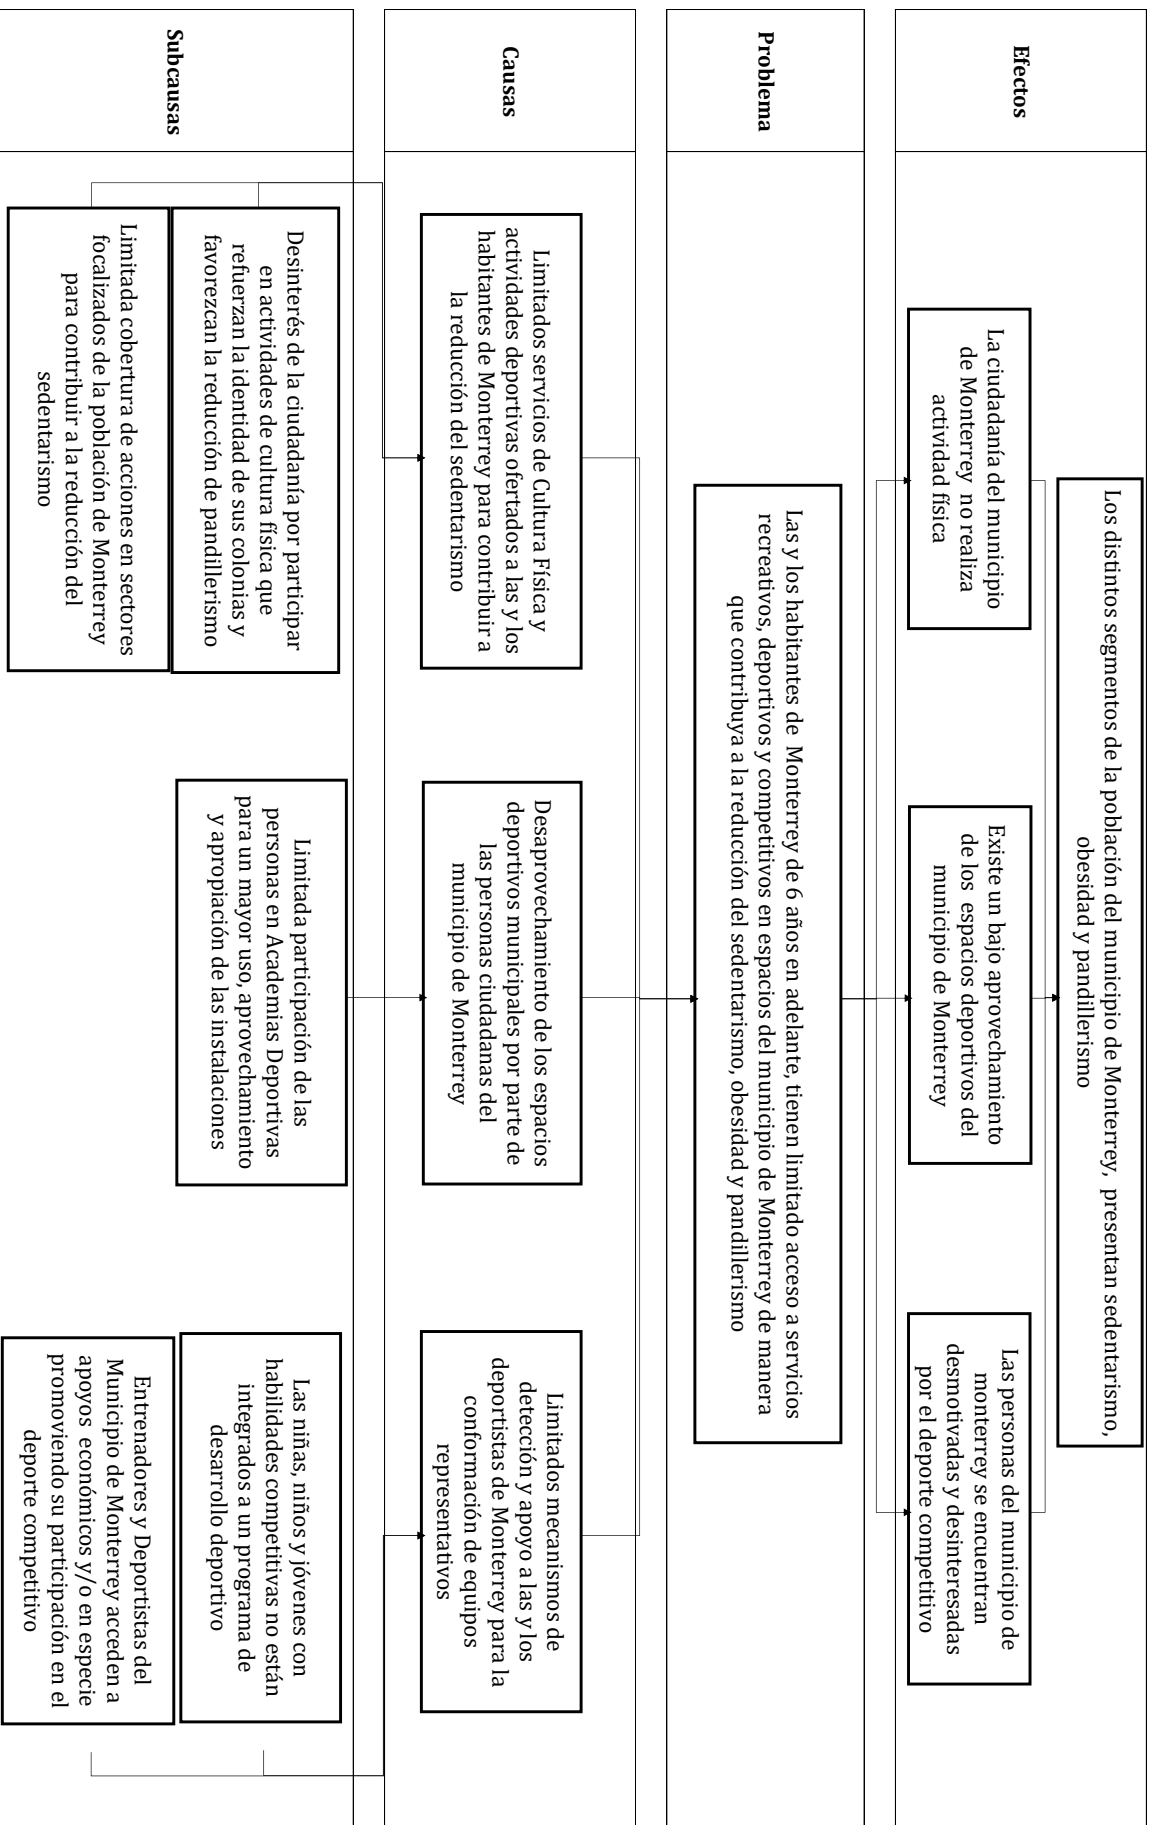 Efectos
Los distintos segmentos de la población del municipio de Monterrey, presentan sedentarismo,
obesidad y pandillerismo
La ciudadanía del municipio
de Monterrey no realiza
actividad física
Existe un bajo aprovechamiento
de los espacios deportivos del
municipio de Monterrey
Las personas del municipio de
monterrey se encuentran
desmotivadas y desinteresadas
por el deporte competitivo
Problema
Las y los habitantes de Monterrey de 6 años en adelante, tienen limitado acceso a servicios
recreativos, deportivos y competitivos en espacios del municipio de Monterrey de manera
que contribuya a la reducción del sedentarismo, obesidad y pandillerismo
Causas
Limitados servicios de Cultura Física y
actividades deportivas ofertados a las y los
habitantes de Monterrey para contribuir a
la reducción del sedentarismo
Desaprovechamiento de los espacios
deportivos municipales por parte de
las personas ciudadanas del
municipio de Monterrey
Limitados mecanismos de
detección y apoyo a las y los
deportistas de Monterrey para la
conformación de equipos
representativos
Subcausas
Desinterés de la ciudadanía por participar
en actividades de cultura física que
refuerzan la identidad de sus colonias y
favorezcan la reducción de pandillerismo
Limitada cobertura de acciones en sectores
focalizados de la población de Monterrey
para contribuir a la reducción del
sedentarismo
Limitada participación de las
personas en Academias Deportivas
para un mayor uso, aprovechamiento
y apropiación de las instalaciones
Las niñas, niños y jóvenes con
habilidades competitivas no están
integrados a un programa de
desarrollo deportivo
Entrenadores y Deportistas del
Municipio de Monterrey acceden a
apoyos económicos y/o en especie
promoviendo su participación en el
deporte competitivo